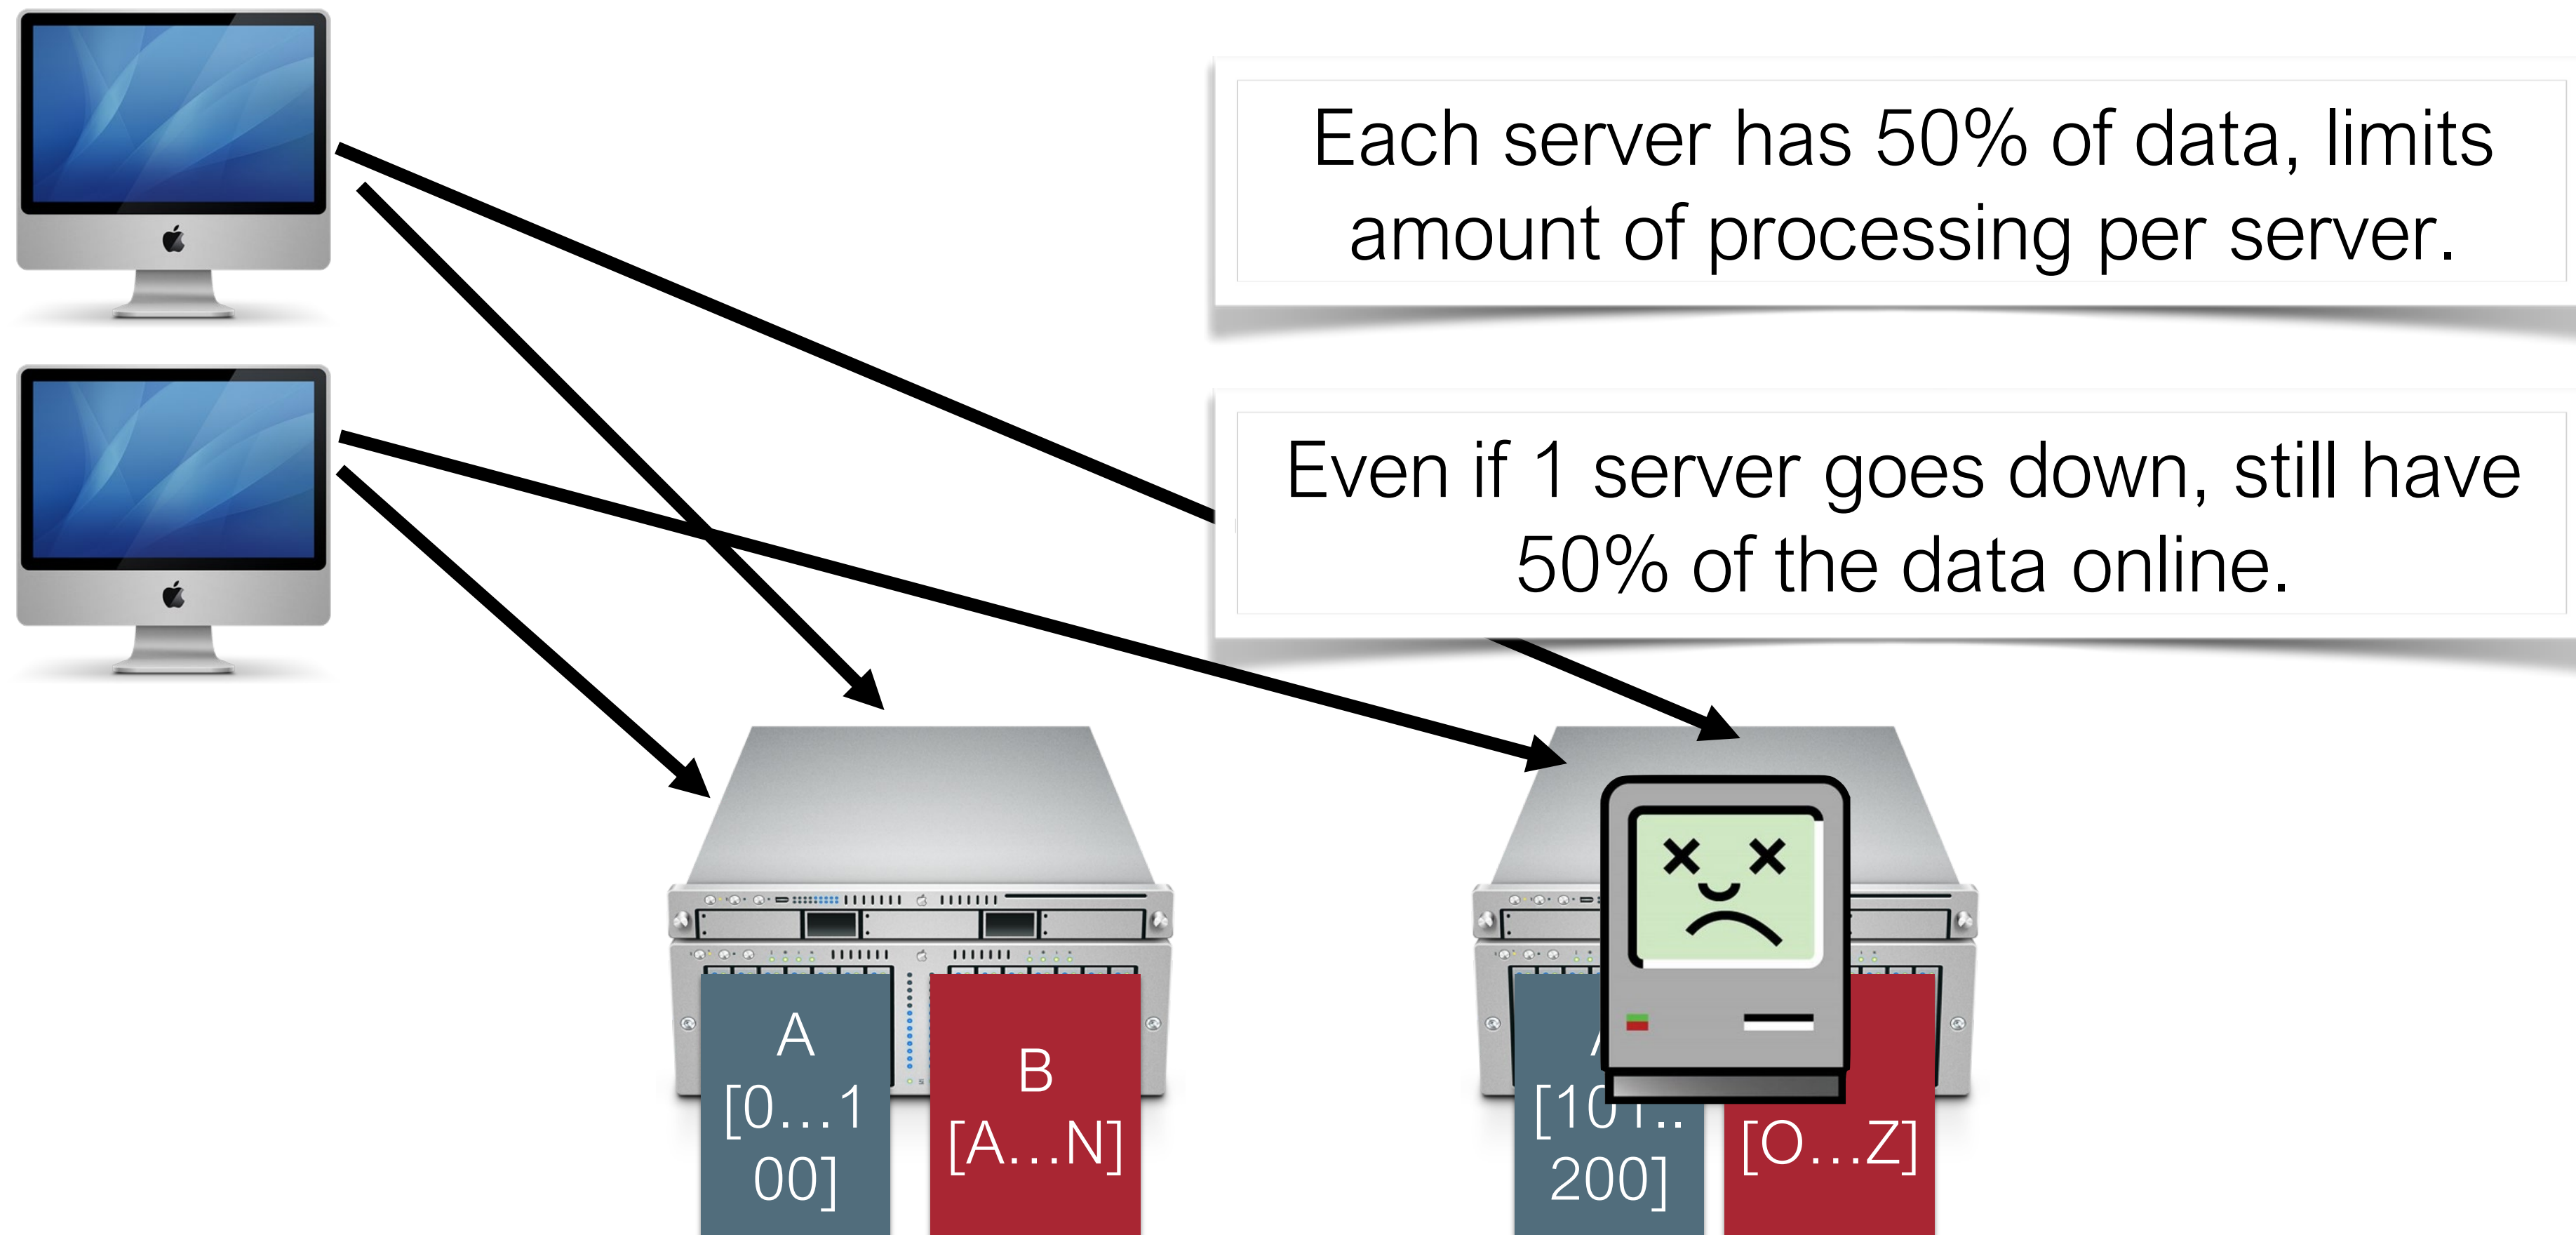 Each server has 50% of data, limits
amount of processing per server.
Even if 1 server goes down, still have
50% of the data online.
A
[0…1
00]
B
[A…N]
[101..
200]
[O…Z]